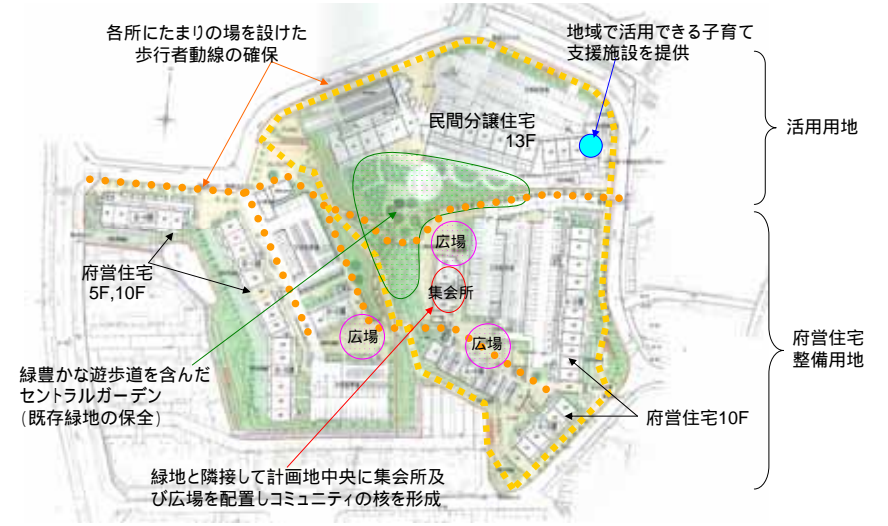 各所にたまりの場を設けた
歩行者動線の確保
地域で活用できる子育て
支援施設を提供
民間分譲住宅
13F
活用用地
広場
集会所
府営住宅
5F,10F
広場
広場
府営住宅
整備用地
緑豊かな遊歩道を含んだ
セントラルガーデン
(既存緑地の保全)
府営住宅10F
緑地と隣接して計画地中央に集会所及
び広場を配置しコミュニティの核を形成